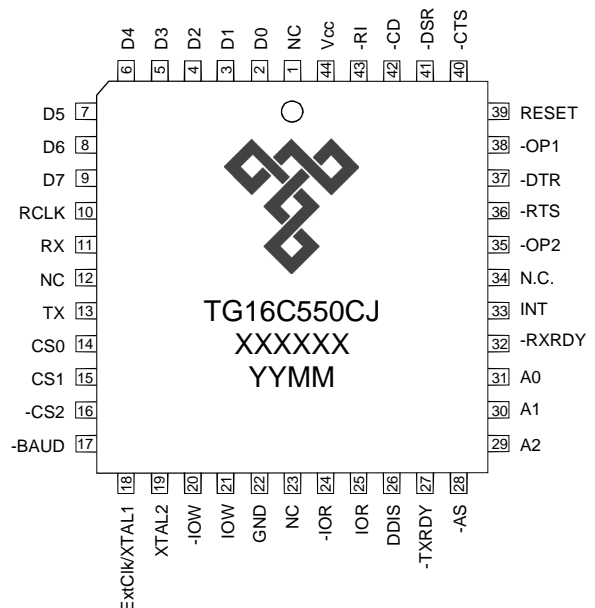 D4 D3 D2 D1 D0 NC Vcc -RI -CD -DSR -CTS
6 5 4 3 2 1 44 43 42 41 40
D5 7
D6 8
D7 9
RCLK 10
RX 11
NC 12
TX 13
CS0 14
CS1 15
-CS2 16
-BAUD 17
TG16C550CJ
XXXXXX
YYMM
39 RESET
38 -OP1
37 -DTR
36 -RTS
35 -OP2
34 N.C.
33 INT
32 -RXRDY
31 A0
30 A1
29 A2
18 19 20 21 22 23 24 25 26 27 28
ExtClk/XTAL1 XTAL2 -IOW IOW GND NC -IOR IOR DDIS -TXRDY -AS